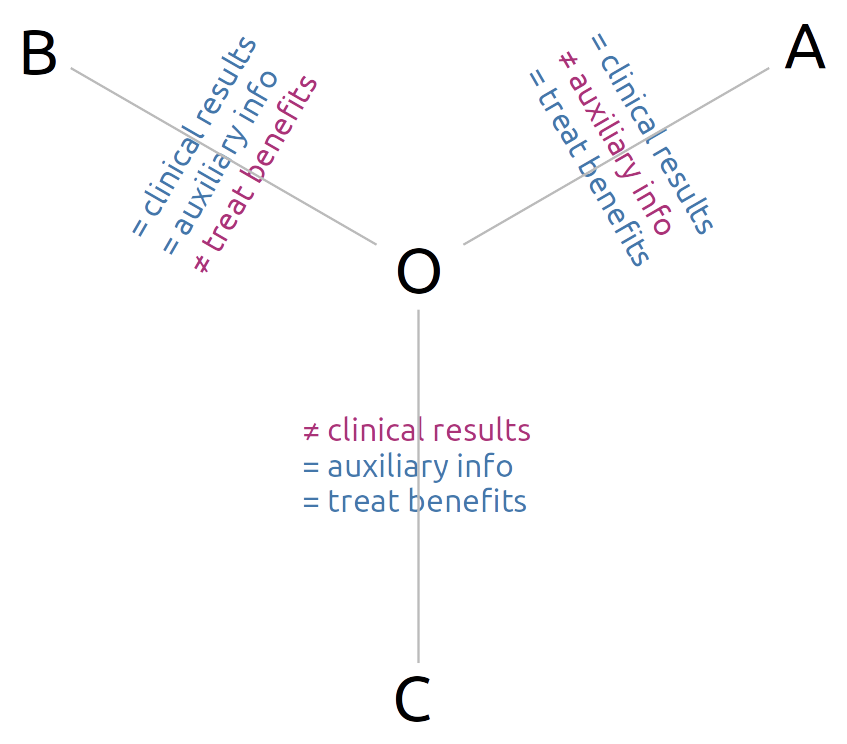 B
= clinical results
= auxiliary info
≠ treat benefits
A
= clinical results
≠ auxiliary info
= treat benefits
O
≠ clinical results
= auxiliary info
= treat benefits
C